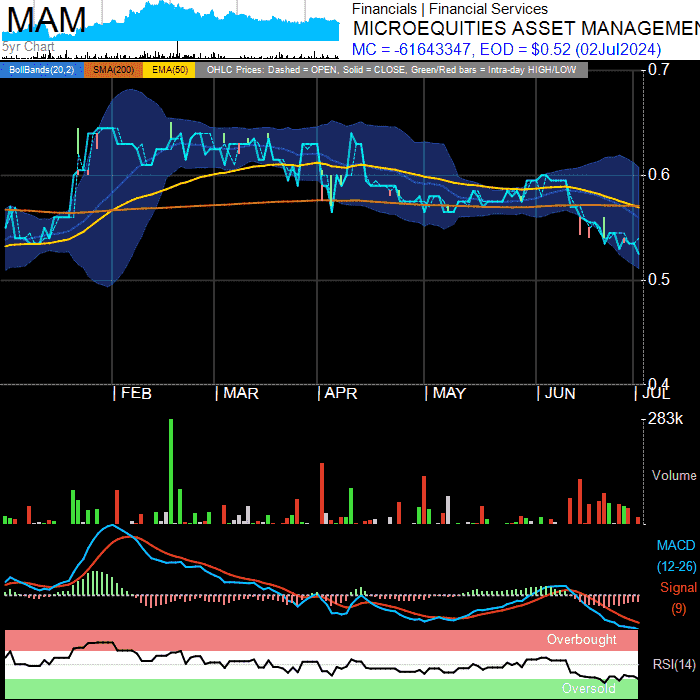 MAM
5yr Chart
Financials | Financial Services
MICROEQUITIES ASSET MANAGEMEN
MC = -61643347, EOD = $0.52 (02Jul2024)
BollBands(20,2) SMA(200) EMA(50) OHLC Prices: Dashed = OPEN, Solid = CLOSE, Green/Red bars = Intra-day HIGH/LOW
0.7
0.6
0.5
0.4
FEB MAR APR MAY JUN JUL
283k
Volume
MACD
(12-26)
Signal
(9)
Overbought
RSI(14)
Oversold